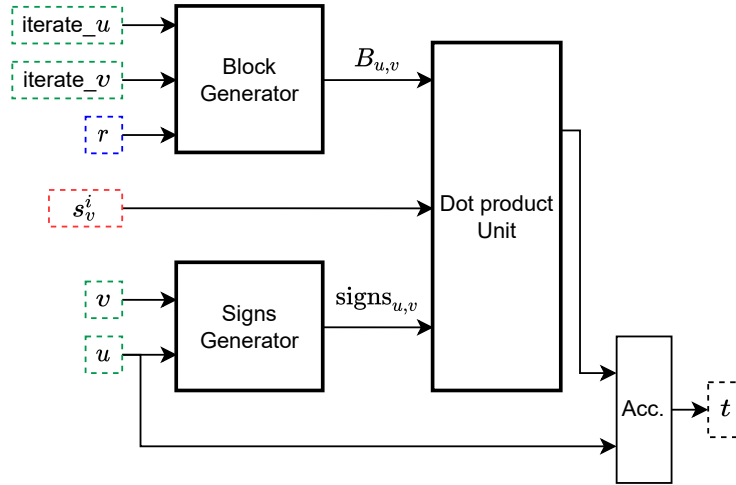 iterate_u
iterate_v
r
Block
Generator
B_{u,v}
s_v^i
Dot product
Unit
v
u
Signs
Generator
signs_{u,v}
Acc.
t